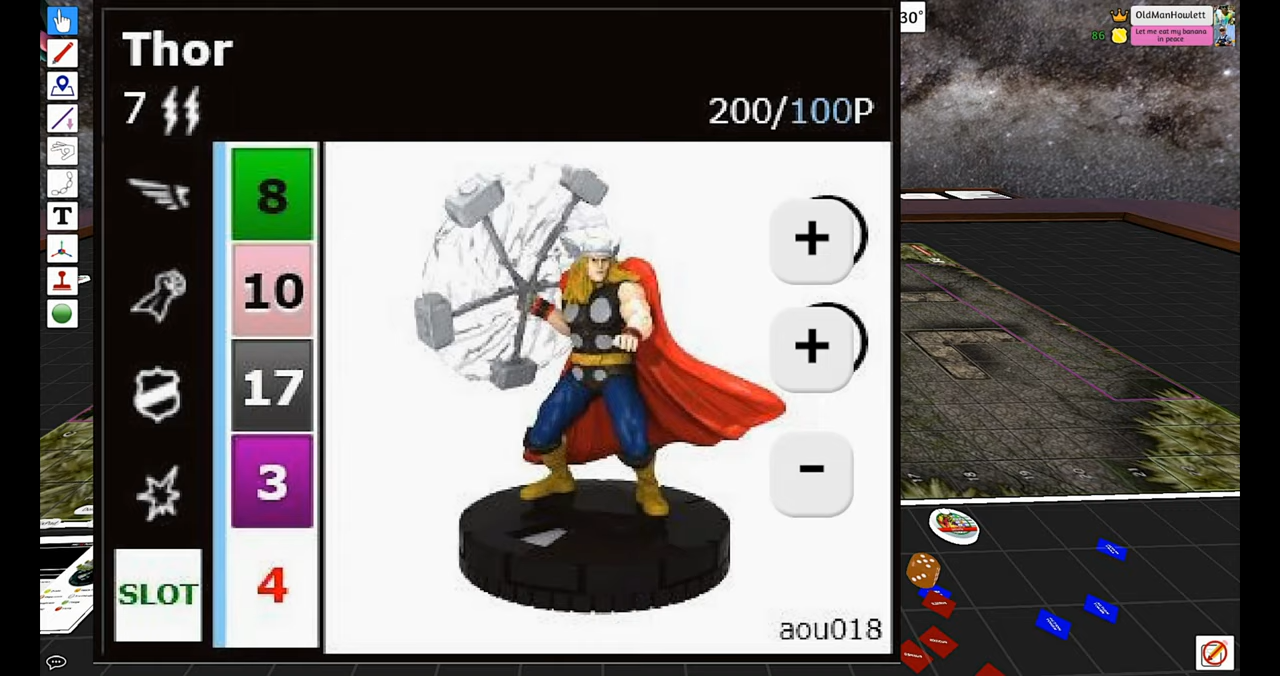 Thor
7
200/100P
8
10
17
3
SLOT
4
+
+
-
aou018
T
30°
OldManHowlett
86
Let me eat my banana
in peace